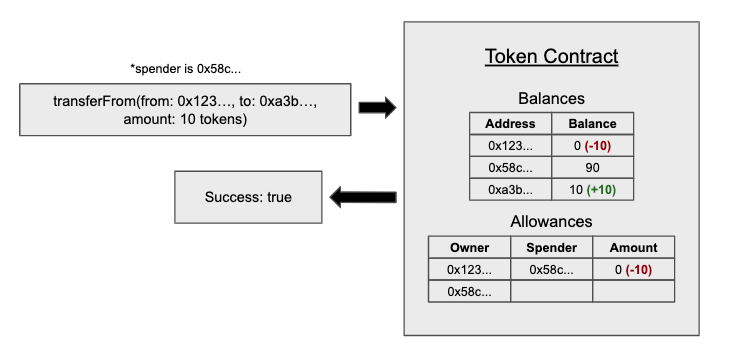 *spender is 0x58c...
transferFrom(from: 0x123…, to: 0xa3b…,
amount: 10 tokens)
Success: true
Token Contract
Balances
Address Balance
0x123... 0 (-10)
0x58c... 90
0xa3b... 10 (+10)
Allowances
Owner Spender Amount
0x123... 0x58c... 0 (-10)
0x58c...